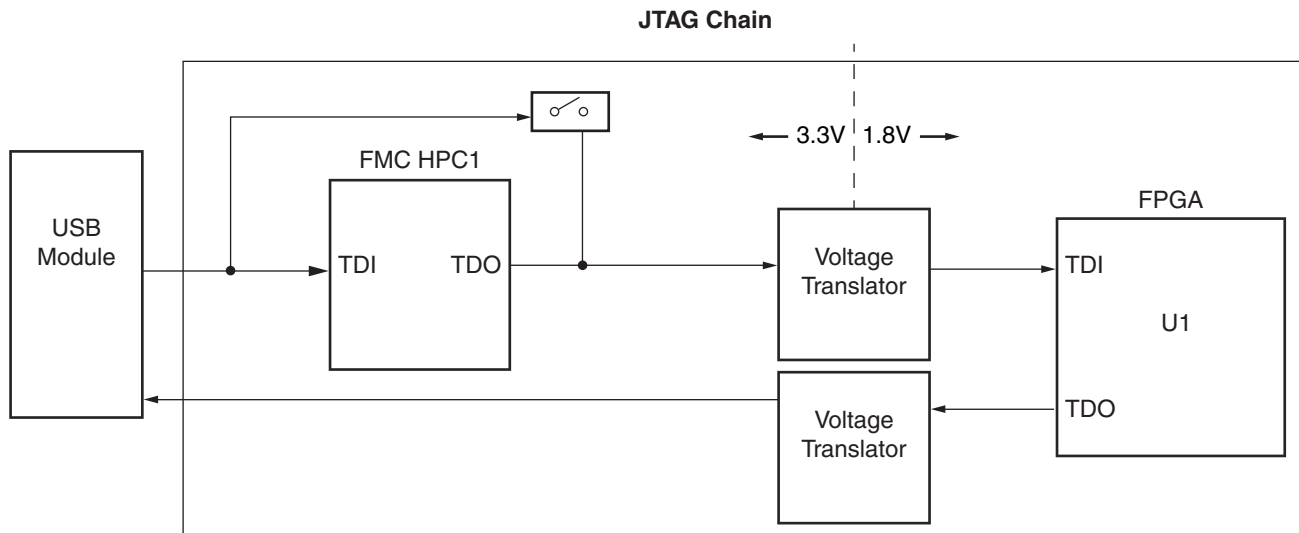 JTAG Chain
3.3V 1.8V
FMC HPC1
FPGA
USB
Module
TDI TDO
Voltage
Translator
TDI
U1
TDO
Voltage
Translator